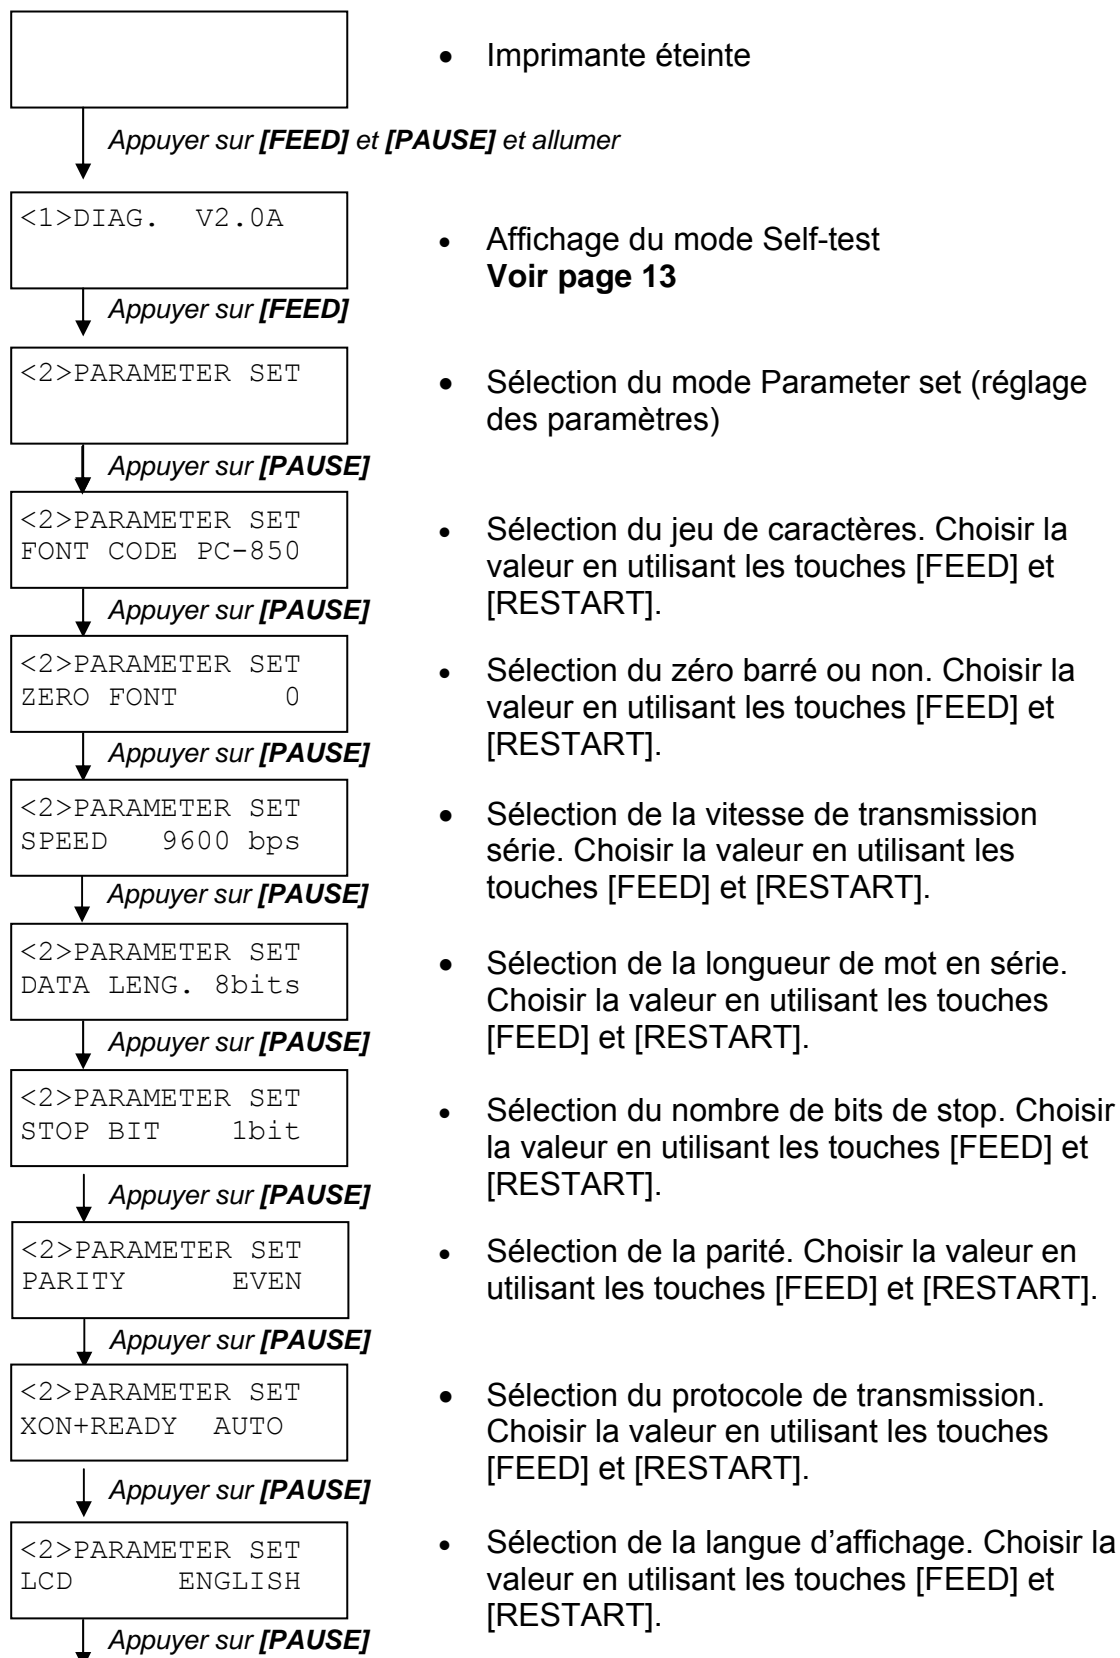 • Imprimante éteinte
Appuyer sur [FEED] et [PAUSE] et allumer
<1>DIAG. V2.0A
• Affichage du mode Self-test
Voir page 13
Appuyer sur [FEED]
<2>PARAMETER SET
• Sélection du mode Parameter set (réglage
des paramètres)
Appuyer sur [PAUSE]
<2>PARAMETER SET
FONT CODE PC-850
• Sélection du jeu de caractères. Choisir la
valeur en utilisant les touches [FEED] et
[RESTART].
Appuyer sur [PAUSE]
<2>PARAMETER SET
ZERO FONT 0
• Sélection du zéro barré ou non. Choisir la
valeur en utilisant les touches [FEED] et
[RESTART].
Appuyer sur [PAUSE]
<2>PARAMETER SET
SPEED 9600 bps
• Sélection de la vitesse de transmission
série. Choisir la valeur en utilisant les
touches [FEED] et [RESTART].
Appuyer sur [PAUSE]
<2>PARAMETER SET
DATA LENG. 8bits
• Sélection de la longueur de mot en série.
Choisir la valeur en utilisant les touches
[FEED] et [RESTART].
Appuyer sur [PAUSE]
<2>PARAMETER SET
STOP BIT 1bit
• Sélection du nombre de bits de stop. Choisir
la valeur en utilisant les touches [FEED] et
[RESTART].
Appuyer sur [PAUSE]
<2>PARAMETER SET
PARITY EVEN
• Sélection de la parité. Choisir la valeur en
utilisant les touches [FEED] et [RESTART].
Appuyer sur [PAUSE]
<2>PARAMETER SET
XON+READY AUTO
• Sélection du protocole de transmission.
Choisir la valeur en utilisant les touches
[FEED] et [RESTART].
Appuyer sur [PAUSE]
<2>PARAMETER SET
LCD ENGLISH
• Sélection de la langue d’affichage. Choisir la
valeur en utilisant les touches [FEED] et
[RESTART].
Appuyer sur [PAUSE]